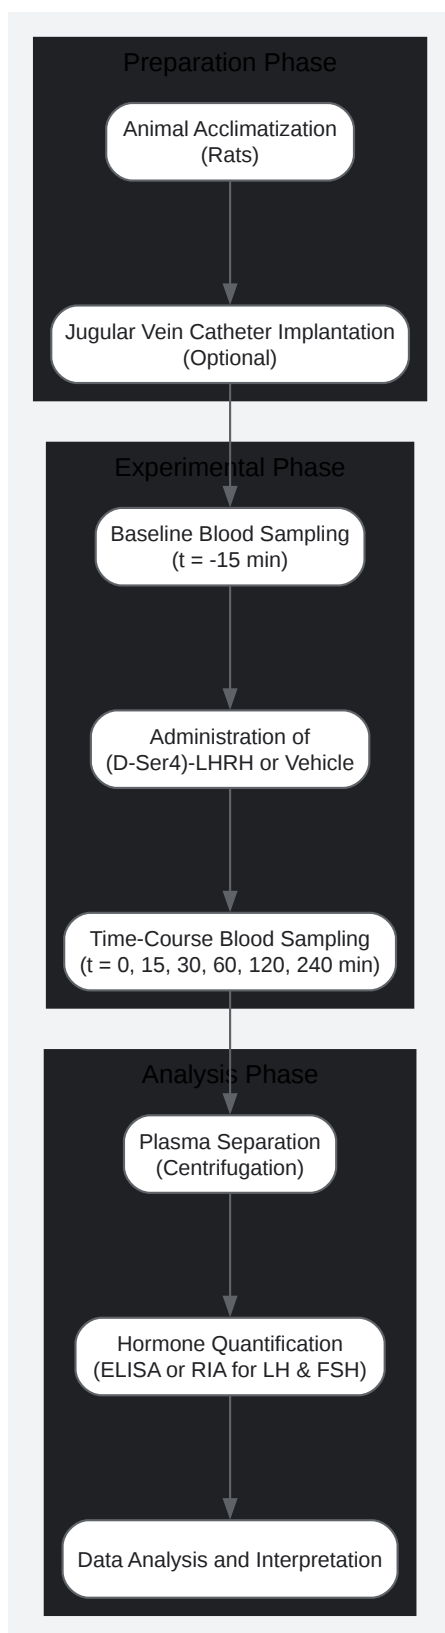 Preparation Phase
Animal Acclimatization
(Rats)
Jugular Vein Catheter Implantation
(Optional)
Experimental Phase
Baseline Blood Sampling
(t = -15 min)
Administration of
(D-Ser4)-LHRH or Vehicle
Time-Course Blood Sampling
(t = 0, 15, 30, 60, 120, 240 min)
Analysis Phase
Plasma Separation
(Centrifugation)
Hormone Quantification
(ELISA or RIA for LH & FSH)
Data Analysis and Interpretation